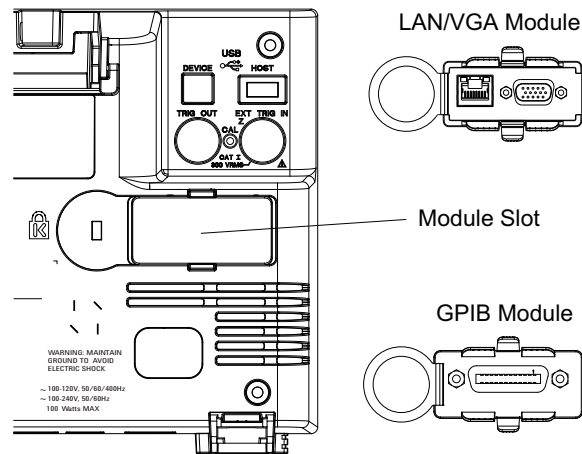 LAN/VGA Module
USB
DEVICE
HOST
TRIG OUT
EXT TRIG IN
Z
CAL
CAT I
300 VRMS
Module Slot
K
GPIB Module
WARNING: MAINTAIN
GROUND TO AVOID
ELECTRIC SHOCK
~ 100-120V, 50/60/400Hz
~ 100-240V, 50/60Hz
100 Watts MAX